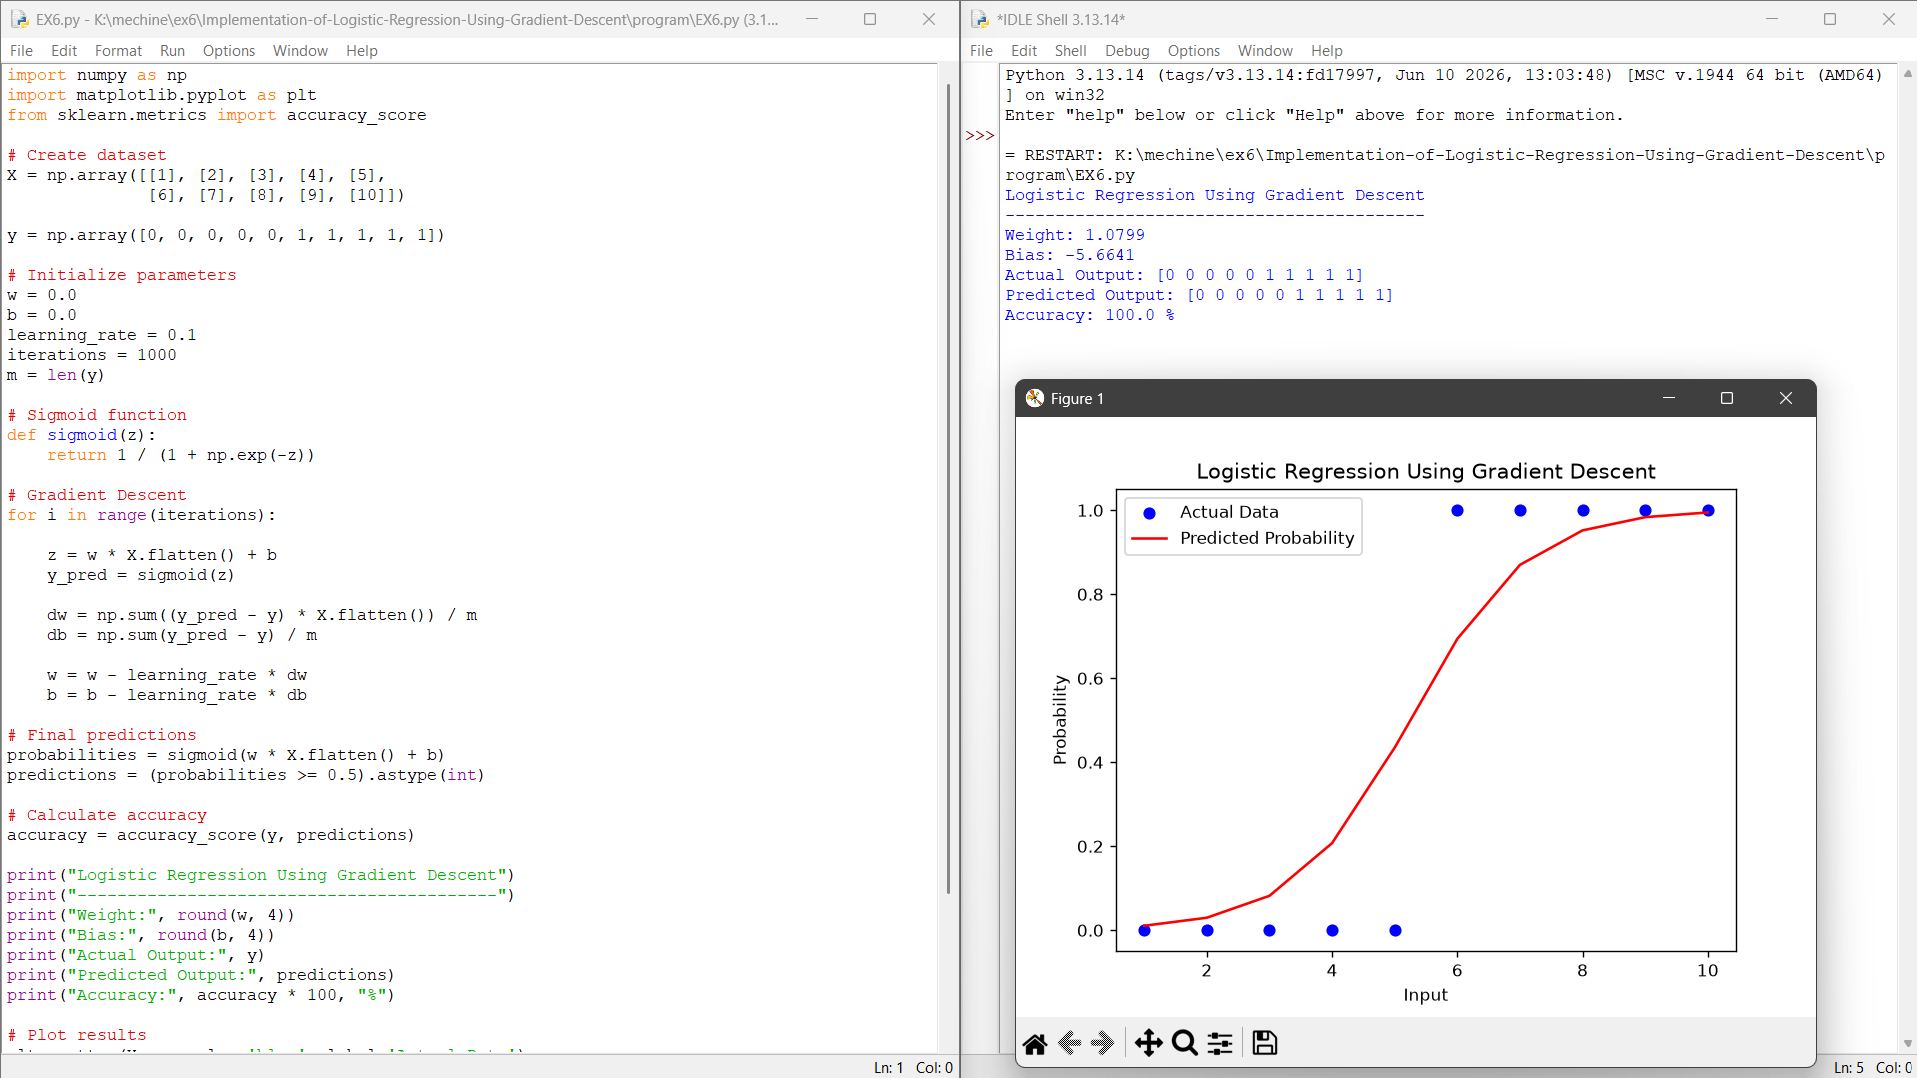 EX6.py - K:\mechine\ex6\Implementation-of-Logistic-Regression-Using-Gradient-Descent\program\EX6.py (3.1...
File Edit Format Run Options Window Help
import numpy as np
import matplotlib.pyplot as plt
from sklearn.metrics import accuracy_score
# Create dataset
X = np.array([[1], [2], [3], [4], [5],
              [6], [7], [8], [9], [10]])
y = np.array([0, 0, 0, 0, 0, 1, 1, 1, 1, 1])
# Initialize parameters
w = 0.0
b = 0.0
learning_rate = 0.1
iterations = 1000
m = len(y)
# Sigmoid function
def sigmoid(z):
    return 1 / (1 + np.exp(-z))
# Gradient Descent
for i in range(iterations):
    z = w * X.flatten() + b
    y_pred = sigmoid(z)
    dw = np.sum((y_pred - y) * X.flatten()) / m
    db = np.sum(y_pred - y) / m
    w = w - learning_rate * dw
    b = b - learning_rate * db
# Final predictions
probabilities = sigmoid(w * X.flatten() + b)
predictions = (probabilities >= 0.5).astype(int)
# Calculate accuracy
accuracy = accuracy_score(y, predictions)
print("Logistic Regression Using Gradient Descent")
print("------------------------------------------")
print("Weight:", round(w, 4))
print("Bias:", round(b, 4))
print("Actual Output:", y)
print("Predicted Output:", predictions)
print("Accuracy:", accuracy * 100, "%")
# Plot results
Ln: 1 Col: 0
*IDLE Shell 3.13.14*
File Edit Shell Debug Options Window Help
Python 3.13.14 (tags/v3.13.14:fd17997, Jun 10 2026, 13:03:48) [MSC v.1944 64 bit (AMD64)
] on win32
Enter "help" below or click "Help" above for more information.
>>>
= RESTART: K:\mechine\ex6\Implementation-of-Logistic-Regression-Using-Gradient-Descent\p
rogram\EX6.py
Logistic Regression Using Gradient Descent
------------------------------------------
Weight: 1.0799
Bias: -5.6641
Actual Output: [0 0 0 0 0 1 1 1 1 1]
Predicted Output: [0 0 0 0 0 1 1 1 1 1]
Accuracy: 100.0 %
Figure 1
Logistic Regression Using Gradient Descent
Actual Data
Predicted Probability
1.0
0.8
0.6
0.4
0.2
0.0
Probability
2 4 6 8 10
Input
Ln: 5 Col: 0